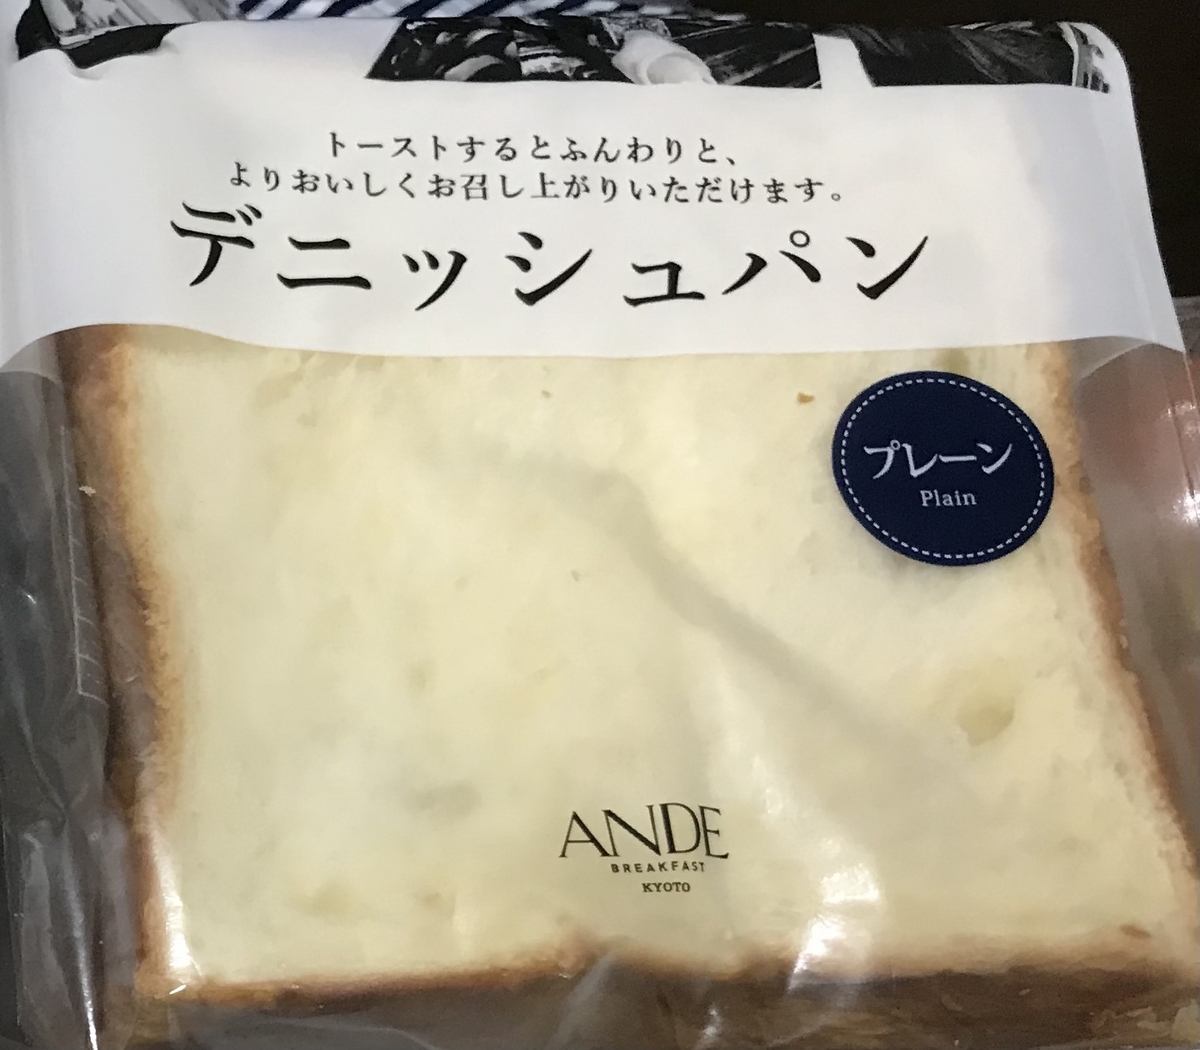 トーストするとふんわりと、
よりおいしくお召し上がりいただけます。
デニッシュパン
プレーン
Plain
ANDE
BREAKFAST
KYOTO